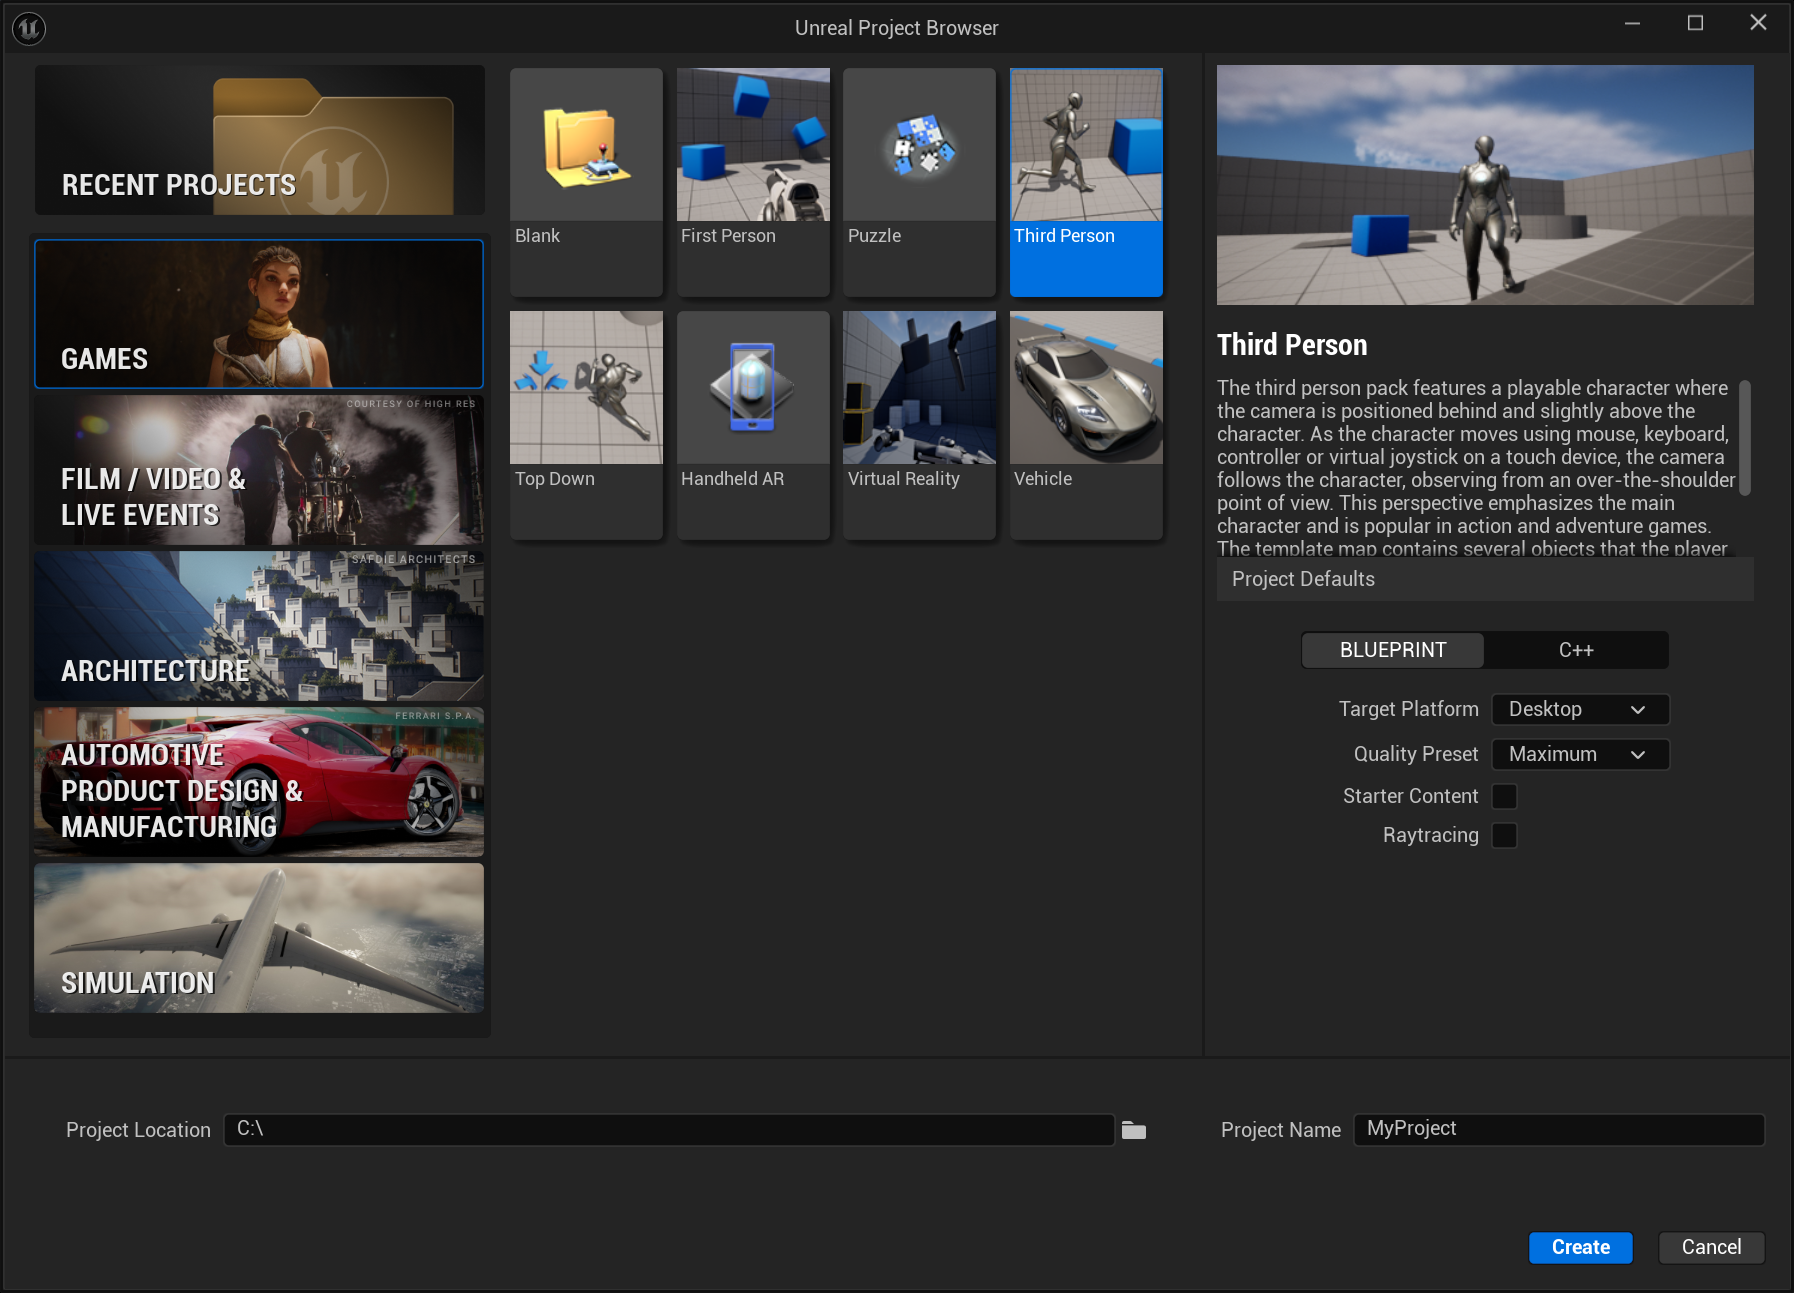 Unreal Project Browser
RECENT PROJECTS
GAMES
COURTESY OF HIGH RES
FILM / VIDEO &
LIVE EVENTS
SAFDIE ARCHITECTS
ARCHITECTURE
FERRARI S.P.A.
AUTOMOTIVE
PRODUCT DESIGN &
MANUFACTURING
SIMULATION
Blank
First Person
Puzzle
Third Person
Top Down
Handheld AR
Virtual Reality
Vehicle
Third Person
The third person pack features a playable character where
the camera is positioned behind and slightly above the
character. As the character moves using mouse, keyboard,
controller or virtual joystick on a touch device, the camera
follows the character, observing from an over-the-shoulder
point of view. This perspective emphasizes the main
character and is popular in action and adventure games.
The template map contains several objects that the player
Project Defaults
BLUEPRINT
C++
Target Platform
Desktop
Quality Preset
Maximum
Starter Content
Raytracing
Project Location
C:\
Project Name
MyProject
Create
Cancel